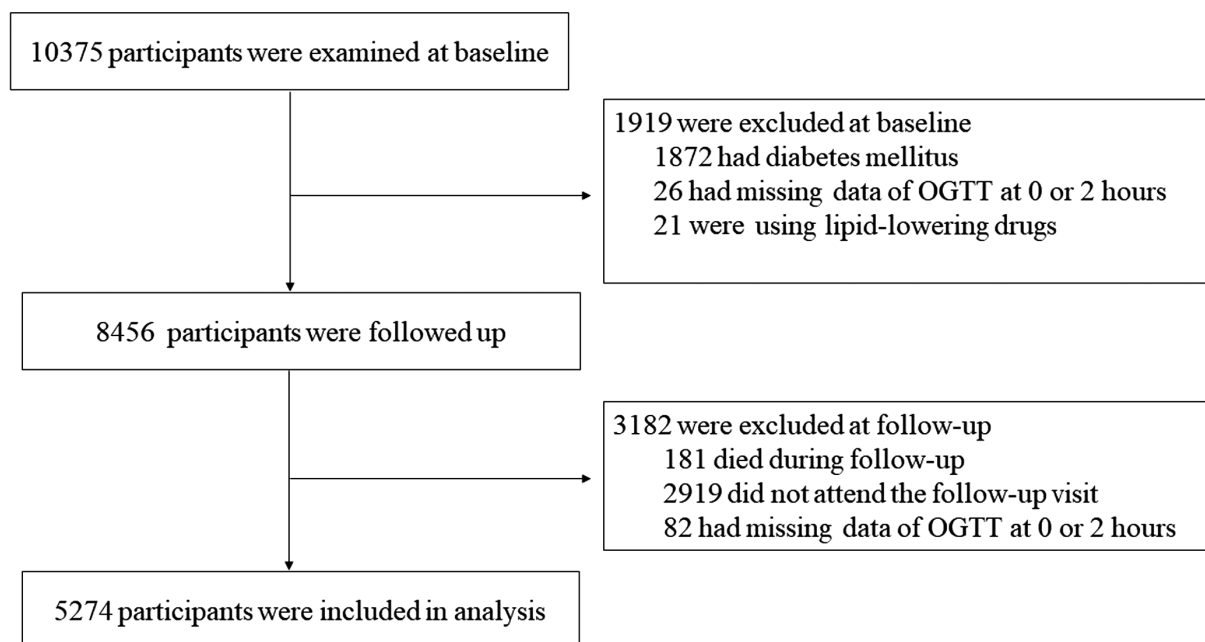 10375 participants were examined at baseline
1919 were excluded at baseline
1872 had diabetes mellitus
26 had missing data of OGTT at 0 or 2 hours
21 were using lipid-lowering drugs
8456 participants were followed up
3182 were excluded at follow-up
181 died during follow-up
2919 did not attend the follow-up visit
82 had missing data of OGTT at 0 or 2 hours
5274 participants were included in analysis